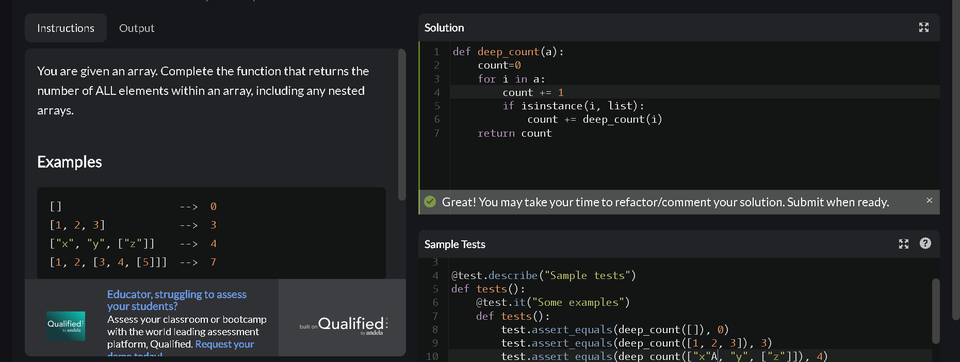 Instructions
Output
You are given an array. Complete the function that returns the
number of ALL elements within an array, including any nested
arrays.
Examples
[] --> 0
[1, 2, 3] --> 3
["x", "y", ["z"]] --> 4
[1, 2, [3, 4, [5]]] --> 7
Educator, struggling to assess
your students?
Assess your classroom or bootcamp
with the world leading assessment
platform, Qualified. Request your
demo today!
Qualified
by andela
built on Qualified
by andela
Solution
1 def deep_count(a):
2 count=0
3 for i in a:
4 count += 1
5 if isinstance(i, list):
6 count += deep_count(i)
7 return count
Great! You may take your time to refactor/comment your solution. Submit when ready.
Sample Tests
3
4 @test.describe("Sample tests")
5 def tests():
6 @test.it("Some examples")
7 def tests():
8 test.assert_equals(deep_count([]), 0)
9 test.assert_equals(deep_count([1, 2, 3]), 3)
10 test.assert_equals(deep_count(["x"A, "y", ["z"]]), 4)